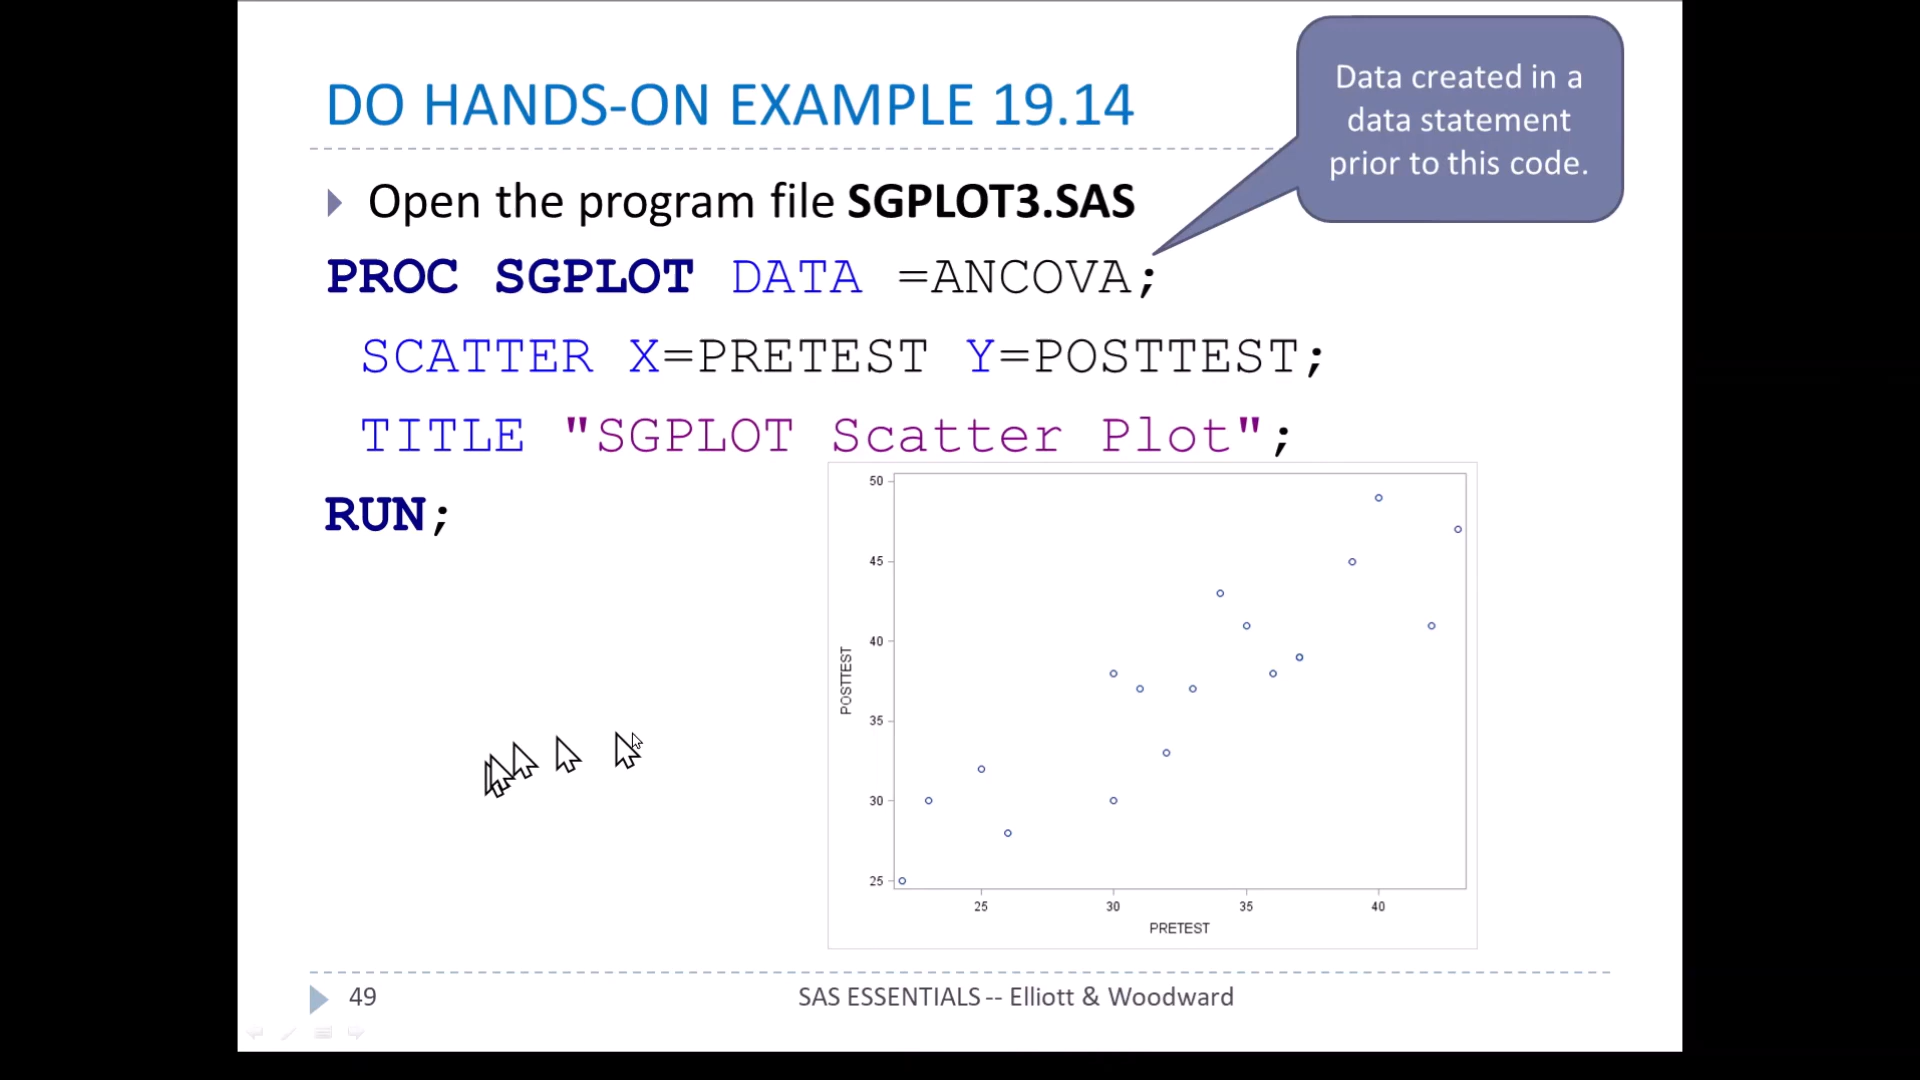 DO HANDS-ON EXAMPLE 19.14
Data created in a
data statement
prior to this code.
Open the program file SGPLOT3.SAS
PROC SGPLOT DATA =ANCOVA;
SCATTER X=PRETEST Y=POSTTEST;
TITLE "SGPLOT Scatter Plot";
RUN;
50
45
40
35
30
25
POSTTEST
25 30 35 40
PRETEST
49 SAS ESSENTIALS -- Elliott & Woodward